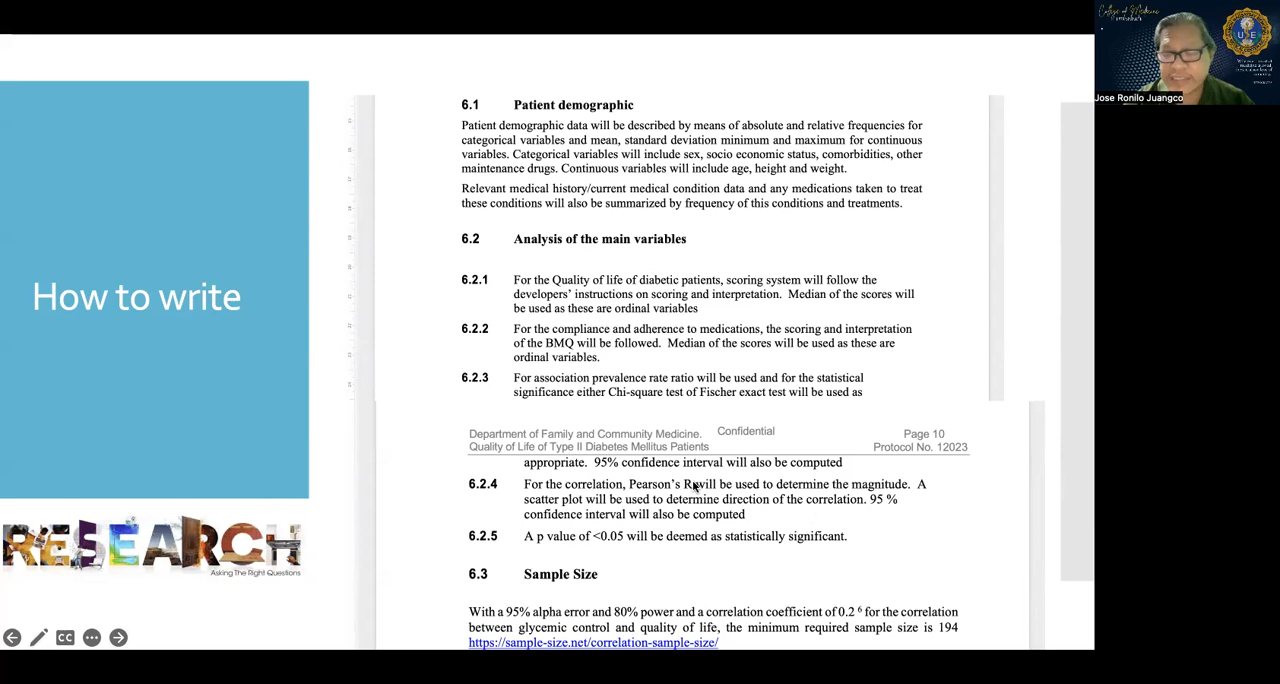 College of Medicine
Jose Ronilo Juangco
How to write
RESEARCH
Asking The Right Questions
6.1 Patient demographic
Patient demographic data will be described by means of absolute and relative frequencies for
categorical variables and mean, standard deviation minimum and maximum for continuous
variables. Categorical variables will include sex, socio economic status, comorbidities, other
maintenance drugs. Continuous variables will include age, height and weight.
Relevant medical history/current medical condition data and any medications taken to treat
these conditions will also be summarized by frequency of this conditions and treatments.
6.2 Analysis of the main variables
6.2.1 For the Quality of life of diabetic patients, scoring system will follow the
developers' instructions on scoring and interpretation. Median of the scores will
be used as these are ordinal variables
6.2.2 For the compliance and adherence to medications, the scoring and interpretation
of the BMQ will be followed. Median of the scores will be used as these are
ordinal variables.
6.2.3 For association prevalence rate ratio will be used and for the statistical
significance either Chi-square test of Fischer exact test will be used as
Department of Family and Community Medicine. Confidential Page 10
Quality of Life of Type II Diabetes Mellitus Patients Protocol No. 12023
appropriate. 95% confidence interval will also be computed
6.2.4 For the correlation, Pearson's R will be used to determine the magnitude. A
scatter plot will be used to determine direction of the correlation. 95 %
confidence interval will also be computed
6.2.5 A p value of <0.05 will be deemed as statistically significant.
6.3 Sample Size
With a 95% alpha error and 80% power and a correlation coefficient of 0.2 6 for the correlation
between glycemic control and quality of life, the minimum required sample size is 194
https://sample-size.net/correlation-sample-size/
CC